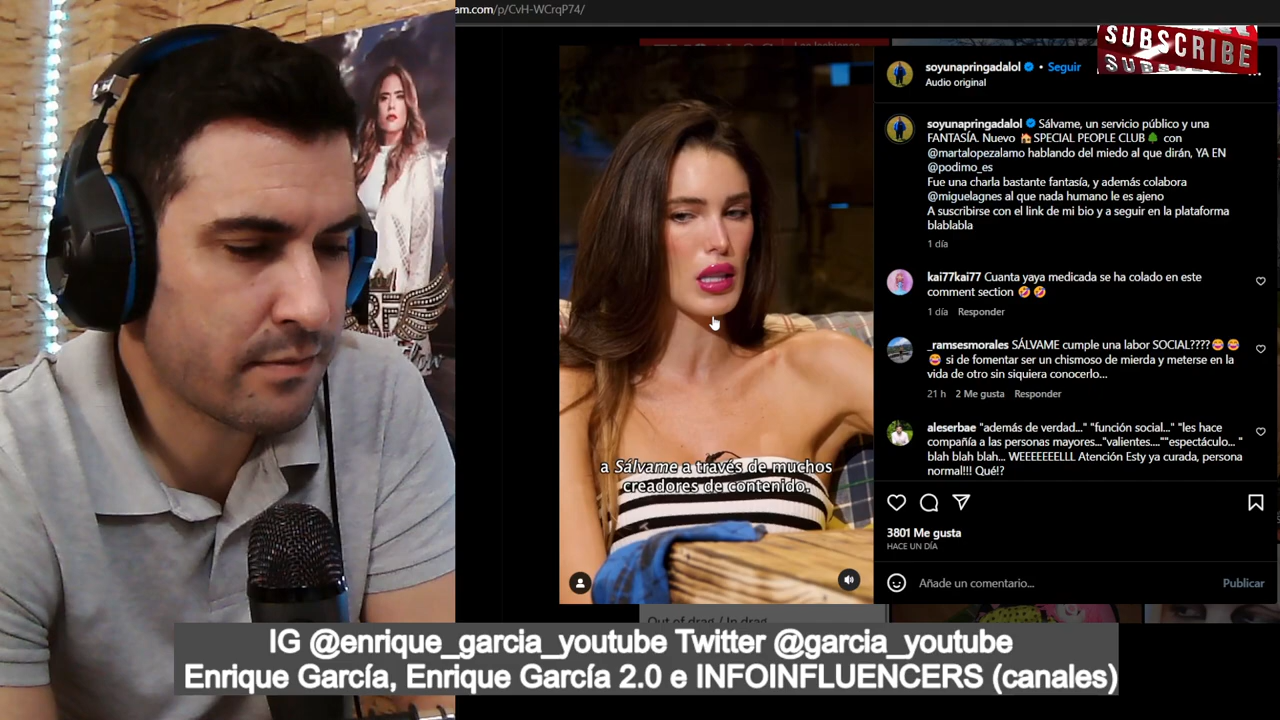 am.com/p/CvH-WCrqP74/
SUBSCRIBE
soyunapringadalol • Seguir
Audio original
soyunapringadalol Sálvame, un servicio público y una
FANTASÍA. Nuevo 🏠SPECIAL PEOPLE CLUB🌲 con
@martalopezalamo hablando del miedo al que dirán, YA EN
@podimo_es
Fue una charla bastante fantasía, y además colabora
@miguelagnes al que nada humano le es ajeno
A suscribirse con el link de mi bio y a seguir en la plataforma
blablabla
1 día
kai77kai77 Cuanta yaya medicada se ha colado en este
comment section 🤣🤣
1 día Responder
_ramsesmorales SÁLVAME cumple una labor SOCIAL????😂😂
😂 si de fomentar ser un chismoso de mierda y meterse en la
vida de otro sin siquiera conocerlo...
21 h 2 Me gusta Responder
aleserbae "además de verdad..." "función social..." "les hace
compañía a las personas mayores..."valientes....""espectáculo... "
blah blah blah... WEEEEEEELLL Atención Esty ya curada, persona
normal!!! Qué!?
a Sálvame a través de muchos
creadores de contenido.
3801 Me gusta
HACE UN DÍA
Añade un comentario... Publicar
Out of drag / In drag
IG @enrique_garcia_youtube Twitter @garcia_youtube
Enrique García, Enrique García 2.0 e INFOINFLUENCERS (canales)